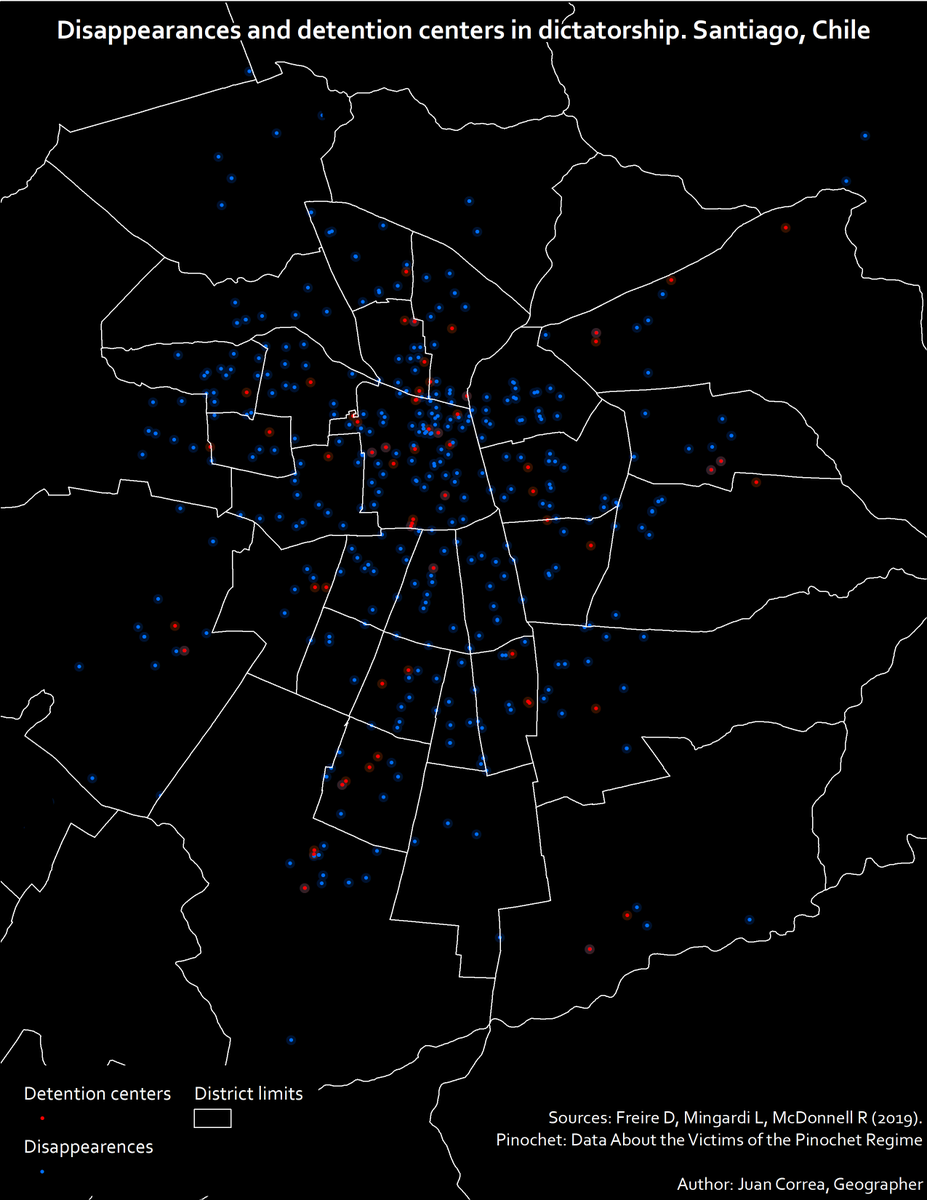 Disappearances and detention centers in dictatorship. Santiago, Chile
Detention centers
District limits
Disappearences
Sources: Freire D, Mingardi L, McDonnell R (2019).
Pinochet: Data About the Victims of the Pinochet Regime
Author: Juan Correa, Geographer